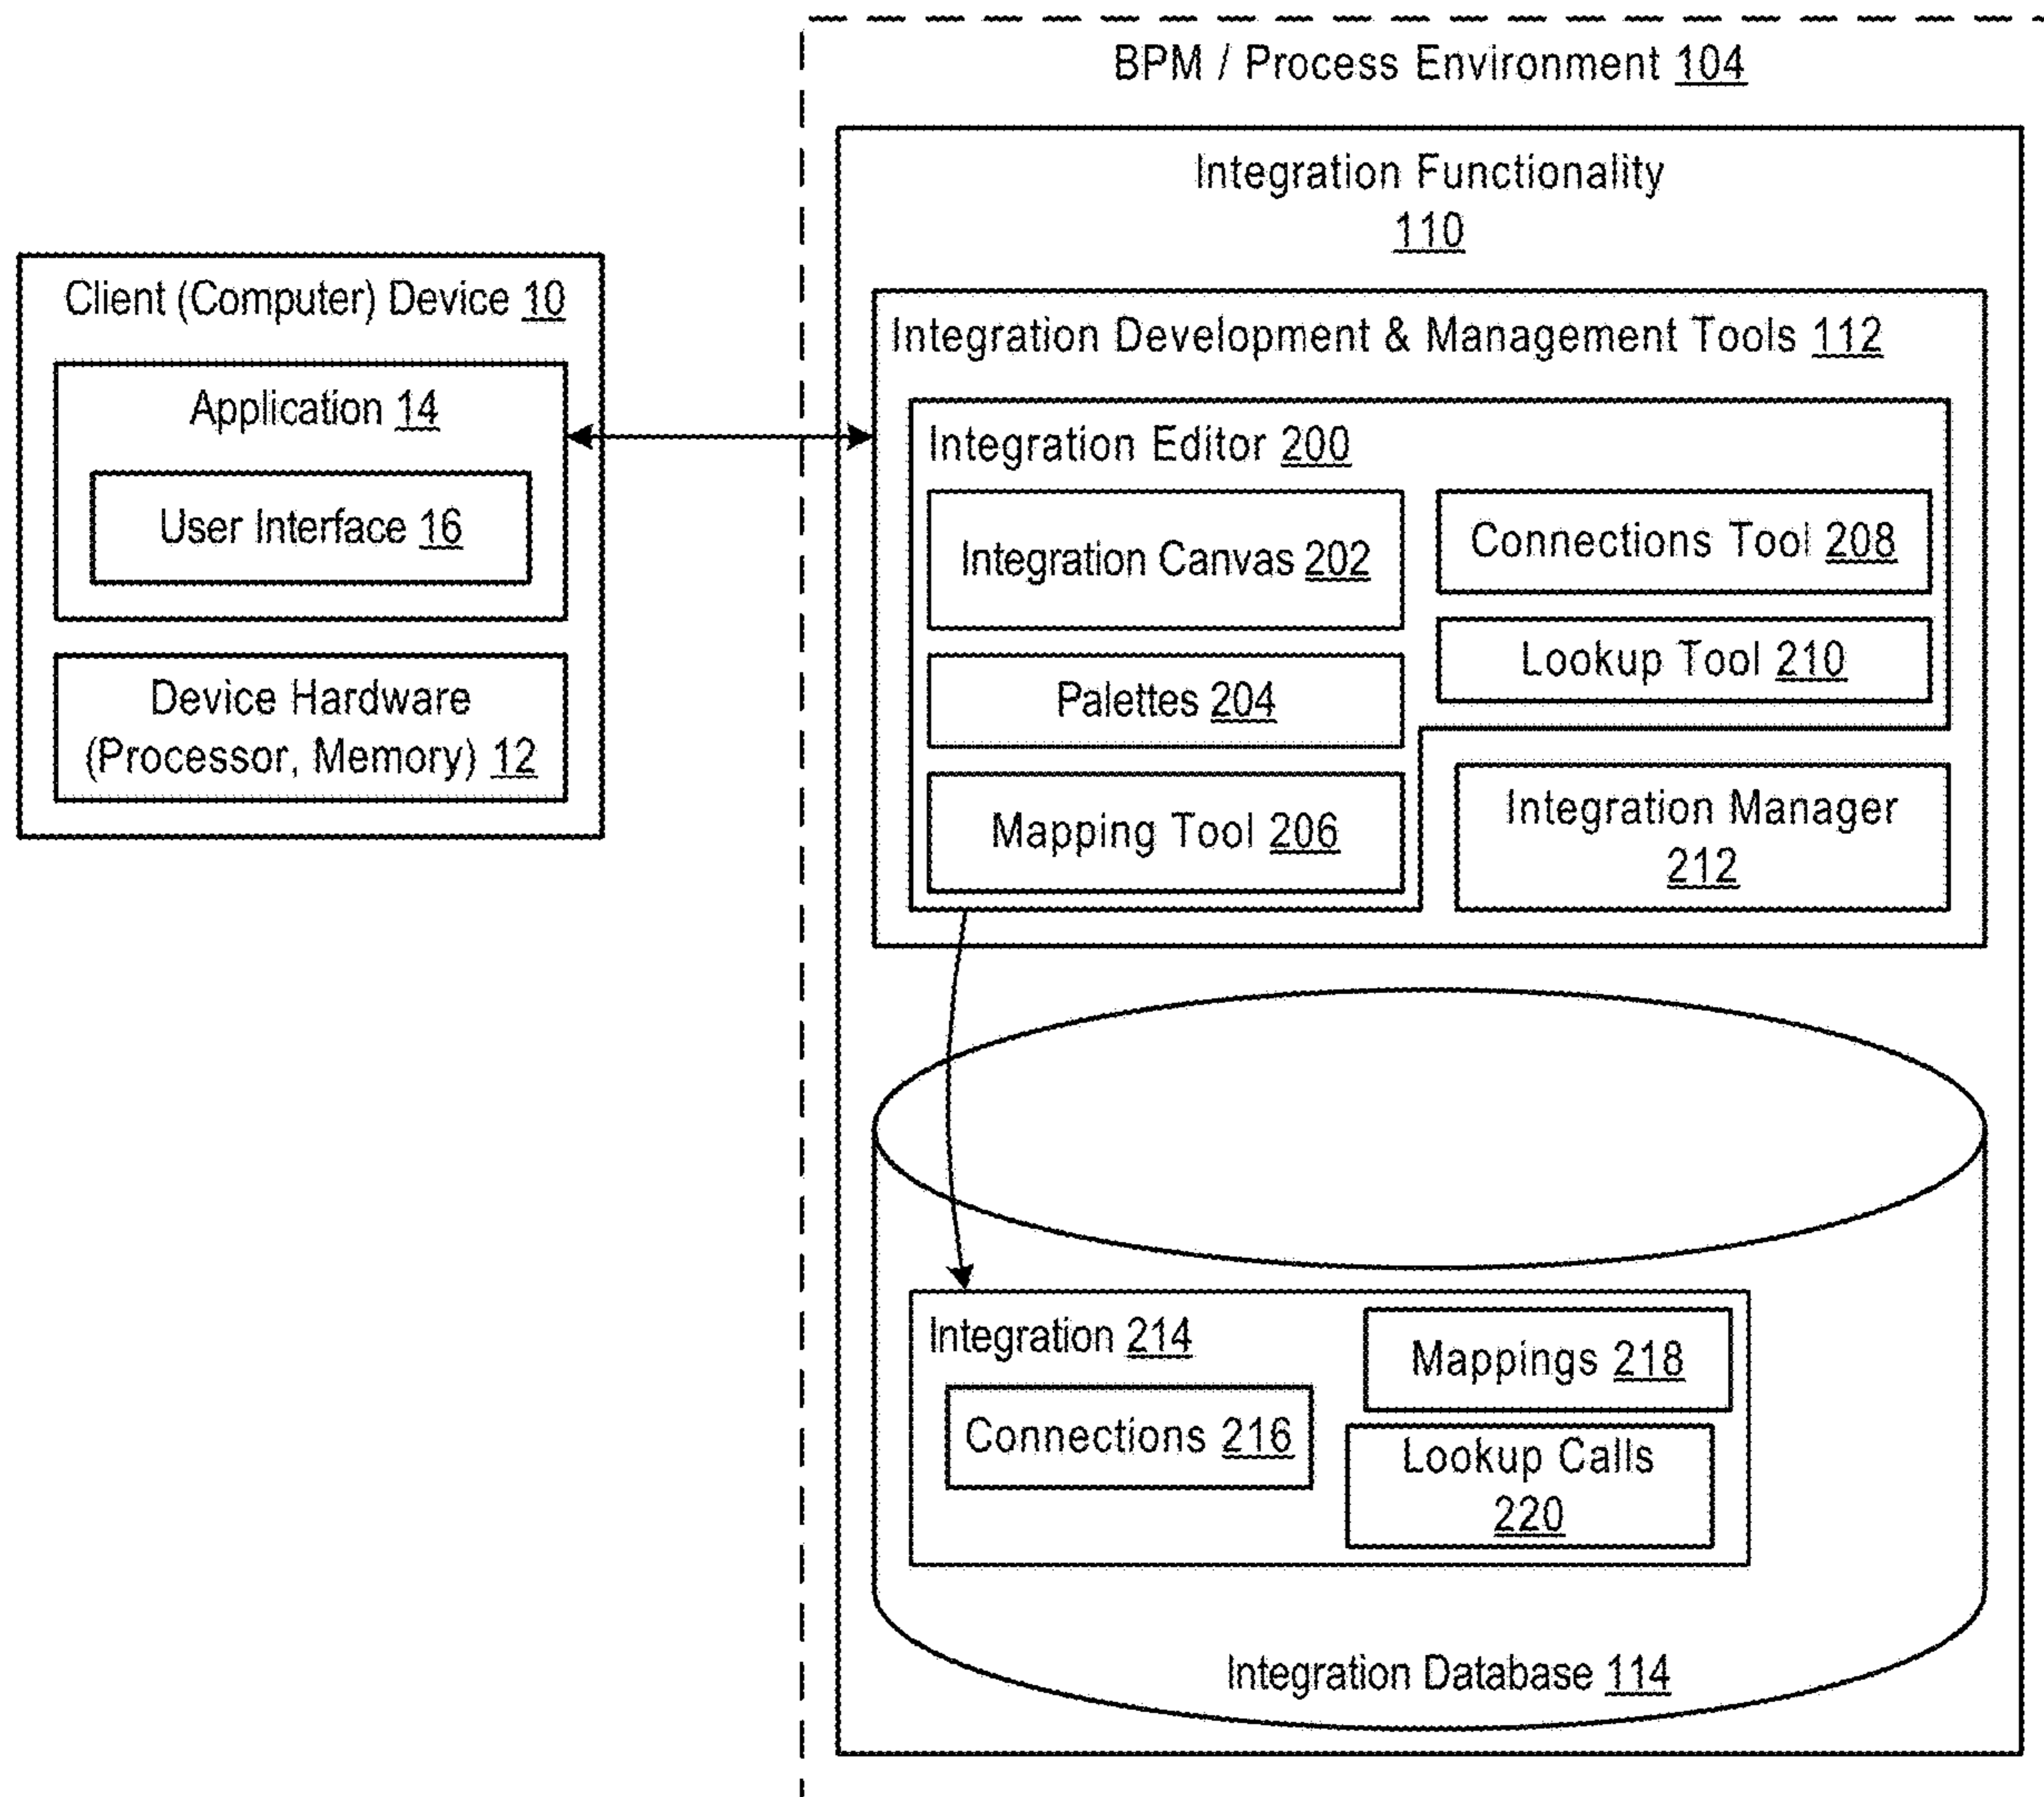 BPM / Process Environment 104
Integration Functionality
110
Client (Computer) Device 10
Application 14
User Interface 16
Device Hardware
(Processor, Memory) 12
Integration Development & Management Tools 112
Integration Editor 200
Integration Canvas 202
Connections Tool 208
Lookup Tool 210
Palettes 204
Mapping Tool 206
Integration Manager
212
Integration 214
Connections 216
Mappings 218
Lookup Calls
220
Integration Database 114